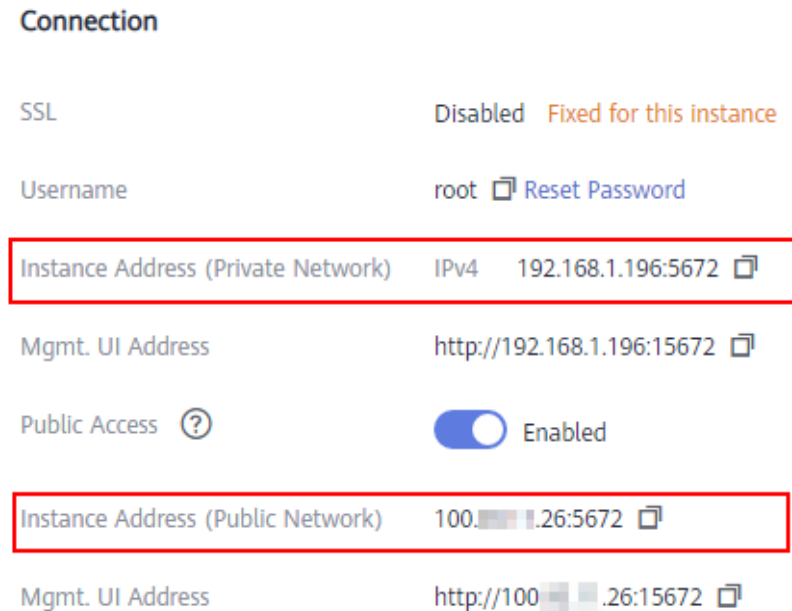 Connection
SSL Disabled Fixed for this instance
Username root Reset Password
Instance Address (Private Network) IPv4 192.168.1.196:5672
Mgmt. UI Address http://192.168.1.196:15672
Public Access ? Enabled
Instance Address (Public Network) 100. .26:5672
Mgmt. UI Address http://100 .26:15672